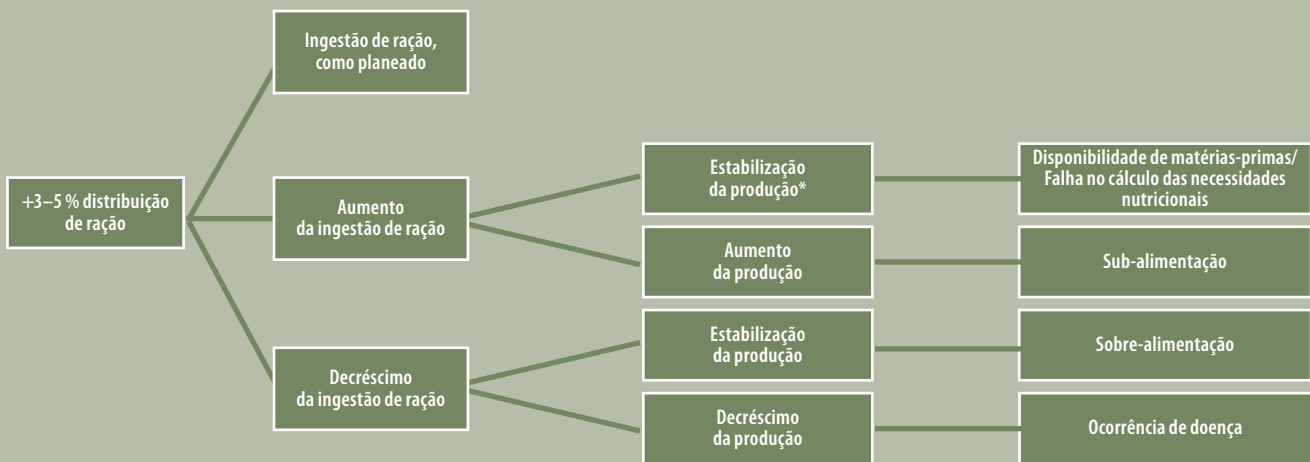 +3–5 % distribuição
de ração
Ingestão de ração,
como planeado
Aumento
da ingestão de ração
Decréscimo
da ingestão de ração
Estabilização
da produção*
Aumento
da produção
Estabilização
da produção
Decréscimo
da produção
Disponibilidade de matérias-primas/
Falha no cálculo das necessidades
nutricionais
Sub-alimentação
Sobre-alimentação
Ocorrência de doença